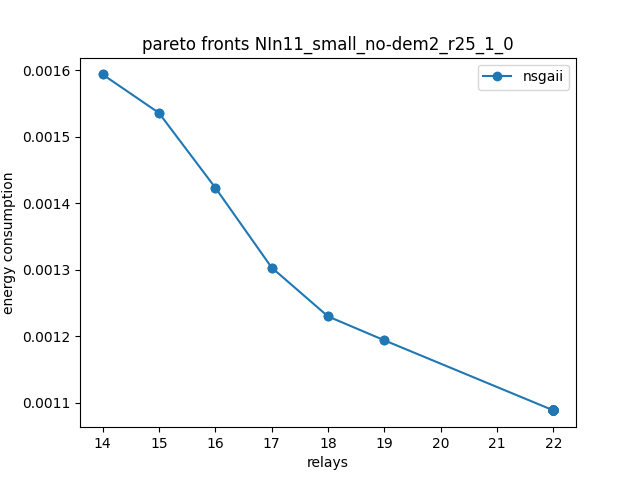 pareto fronts NIn11_small_no-dem2_r25_1_0
nsgaii
energy consumption
0.0016
0.0015
0.0014
0.0013
0.0012
0.0011
14 15 16 17 18 19 20 21 22
relays